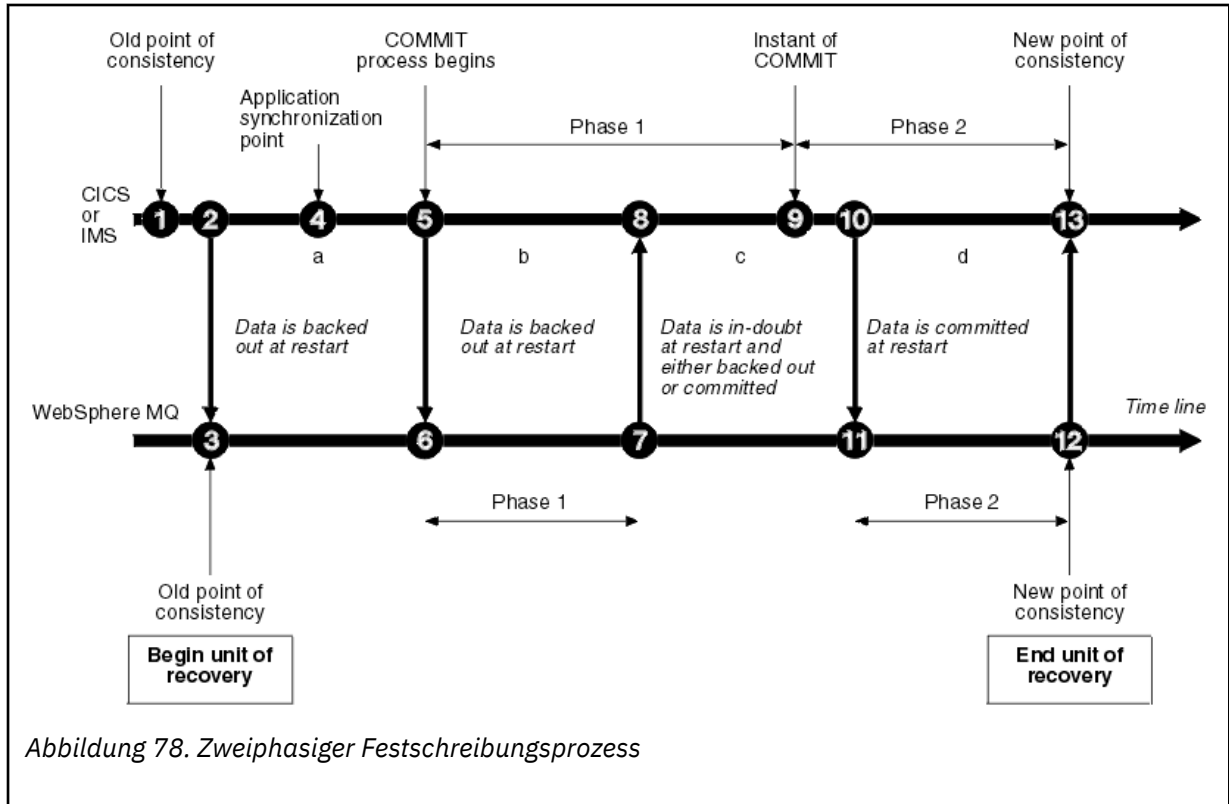 Old point of
consistency
COMMIT
process begins
Instant of
COMMIT
New point of
consistency
Application
synchronization
point
Phase 1
Phase 2
CICS
or
IMS
1
2
4
5
8
9
10
13
a
b
c
d
Data is backed
out at restart
Data is backed
out at restart
Data is in-doubt
at restart and
either backed out
or committed
Data is committed
at restart
WebSphere MQ
Time line
3
6
7
11
12
Phase 1
Phase 2
Old point of
consistency
New point of
consistency
Begin unit of
recovery
End unit of
recovery
Abbildung 78. Zweiphasiger Festschreibungsprozess